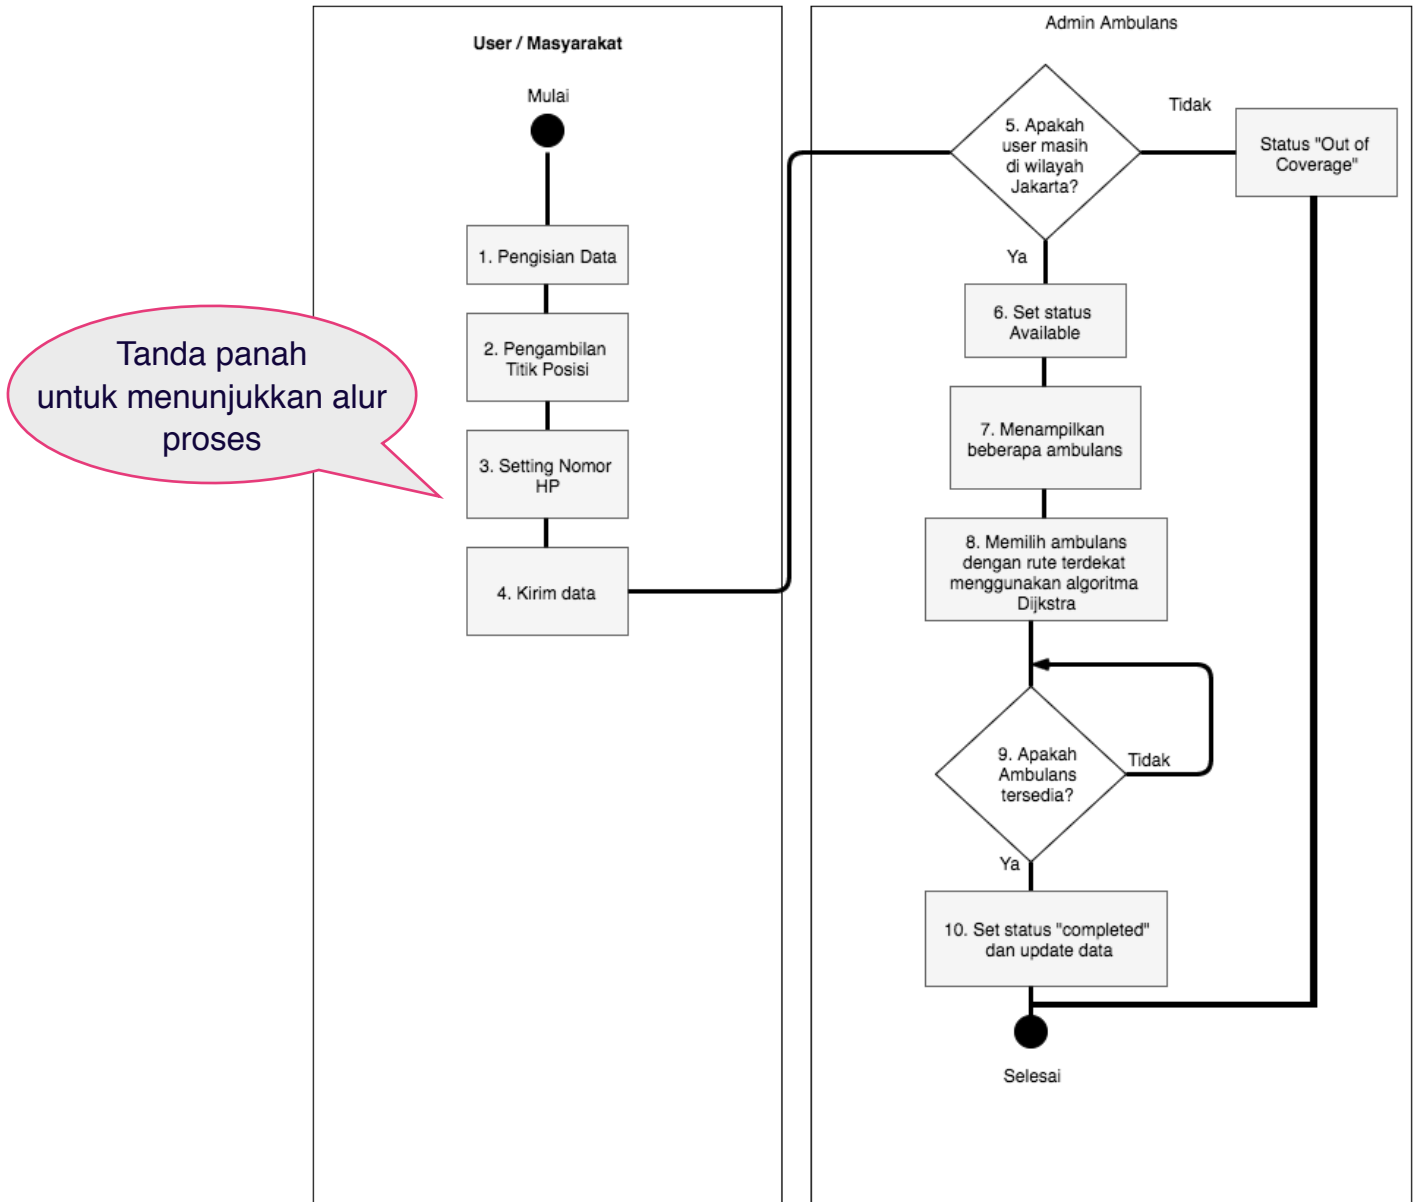 User / Masyarakat
Mulai
1. Pengisian Data
2. Pengambilan
Titik Posisi
3. Setting Nomor
HP
4. Kirim data
Tanda panah
untuk menunjukkan alur
proses
Admin Ambulans
5. Apakah
user masih
di wilayah
Jakarta?
Tidak
Status "Out of
Coverage"
Ya
6. Set status
Available
7. Menampilkan
beberapa ambulans
8. Memilih ambulans
dengan rute terdekat
menggunakan algoritma
Dijkstra
9. Apakah
Ambulans
tersedia?
Tidak
Ya
10. Set status "completed"
dan update data
Selesai